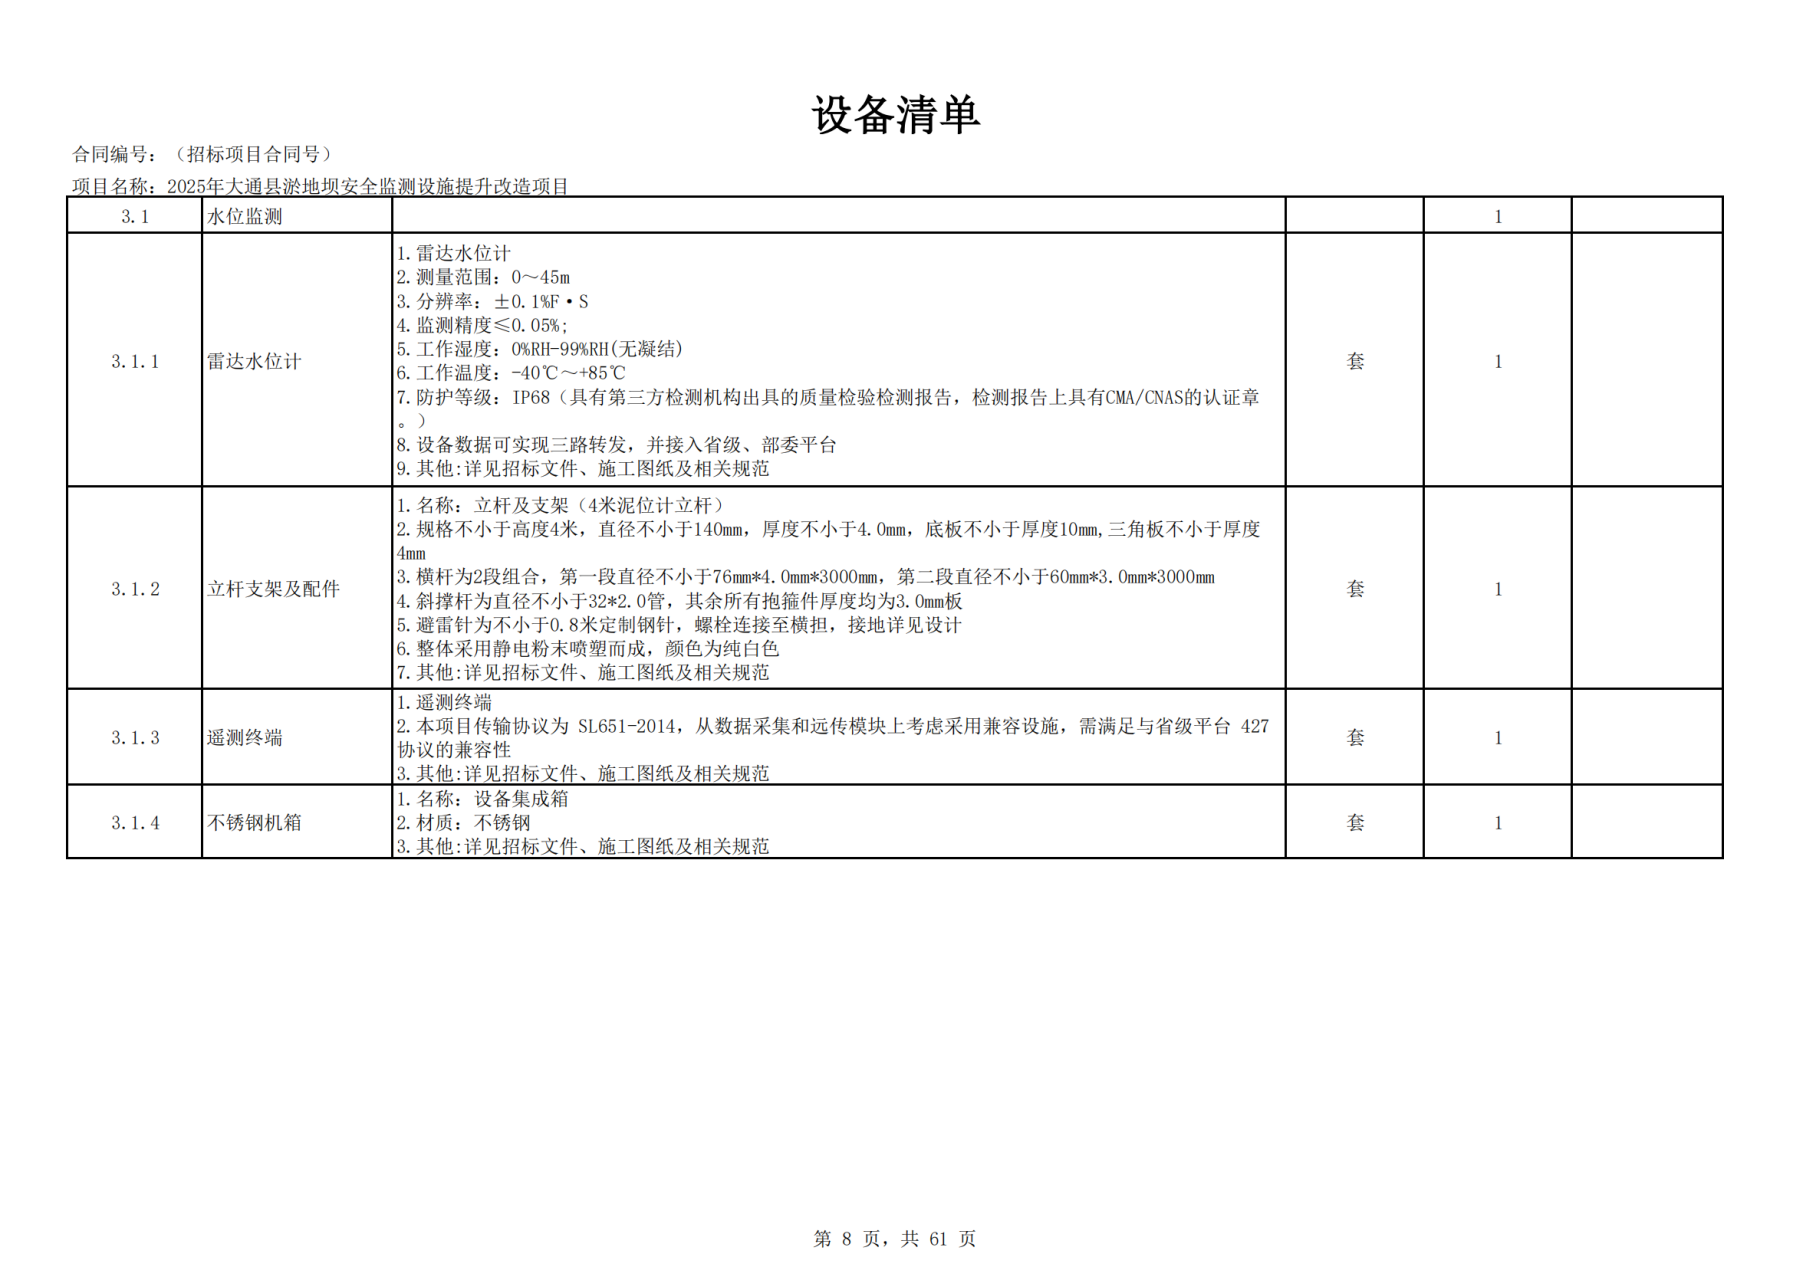 设备清单
合同编号：（招标项目合同号）
项目名称：2025年大通县淤地坝安全监测设施提升改造项目
3.1 水位监测 1
3.1.1 雷达水位计 套 1
1.雷达水位计
2.测量范围：0～45m
3.分辨率：±0.1%F·S
4.监测精度≤0.05%;
5.工作湿度：0%RH-99%RH(无凝结)
6.工作温度：-40℃～+85℃
7.防护等级：IP68（具有第三方检测机构出具的质量检验检测报告，检测报告上具有CMA/CNAS的认证章
。）
8.设备数据可实现三路转发，并接入省级、部委平台
9.其他:详见招标文件、施工图纸及相关规范
3.1.2 立杆支架及配件 套 1
1.名称：立杆及支架（4米泥位计立杆）
2.规格不小于高度4米，直径不小于140mm，厚度不小于4.0mm，底板不小于厚度10mm,三角板不小于厚度
4mm
3.横杆为2段组合，第一段直径不小于76mm*4.0mm*3000mm，第二段直径不小于60mm*3.0mm*3000mm
4.斜撑杆为直径不小于32*2.0管，其余所有抱箍件厚度均为3.0mm板
5.避雷针为不小于0.8米定制钢针，螺栓连接至横担，接地详见设计
6.整体采用静电粉末喷塑而成，颜色为纯白色
7.其他:详见招标文件、施工图纸及相关规范
3.1.3 遥测终端 套 1
1.遥测终端
2.本项目传输协议为 SL651-2014，从数据采集和远传模块上考虑采用兼容设施，需满足与省级平台 427
协议的兼容性
3.其他:详见招标文件、施工图纸及相关规范
3.1.4 不锈钢机箱 套 1
1.名称：设备集成箱
2.材质：不锈钢
3.其他:详见招标文件、施工图纸及相关规范
第 8 页，共 61 页